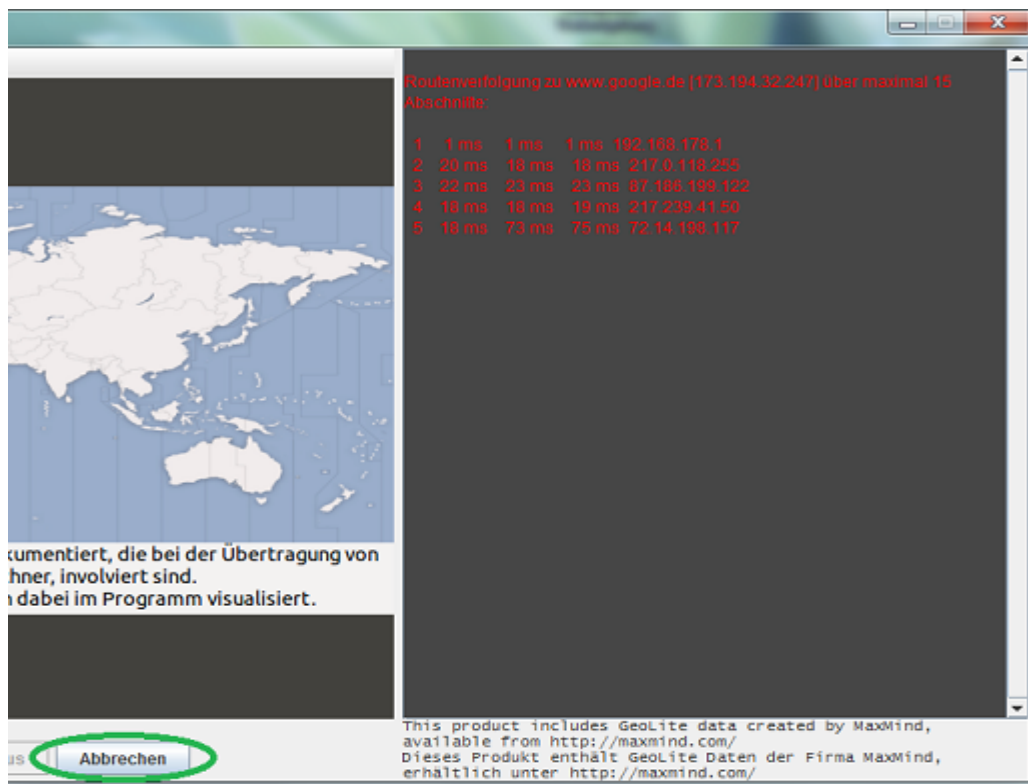 Routenverfolgung zu www.google.de [173.194.32.247] über maximal 15
Abschnitte:
1 1 ms 1 ms 1 ms 192.168.178.1
2 20 ms 18 ms 18 ms 217.0.118.255
3 22 ms 23 ms 23 ms 87.186.199.122
4 18 ms 18 ms 19 ms 217.239.41.50
5 18 ms 73 ms 75 ms 72.14.198.117
kumentiert, die bei der Übertragung von
hner, involviert sind.
n dabei im Programm visualisiert.
us
Abbrechen
This product includes GeoLite data created by MaxMind,
available from http://maxmind.com/
Dieses Produkt enthält GeoLite Daten der Firma MaxMind,
erhältlich unter http://maxmind.com/